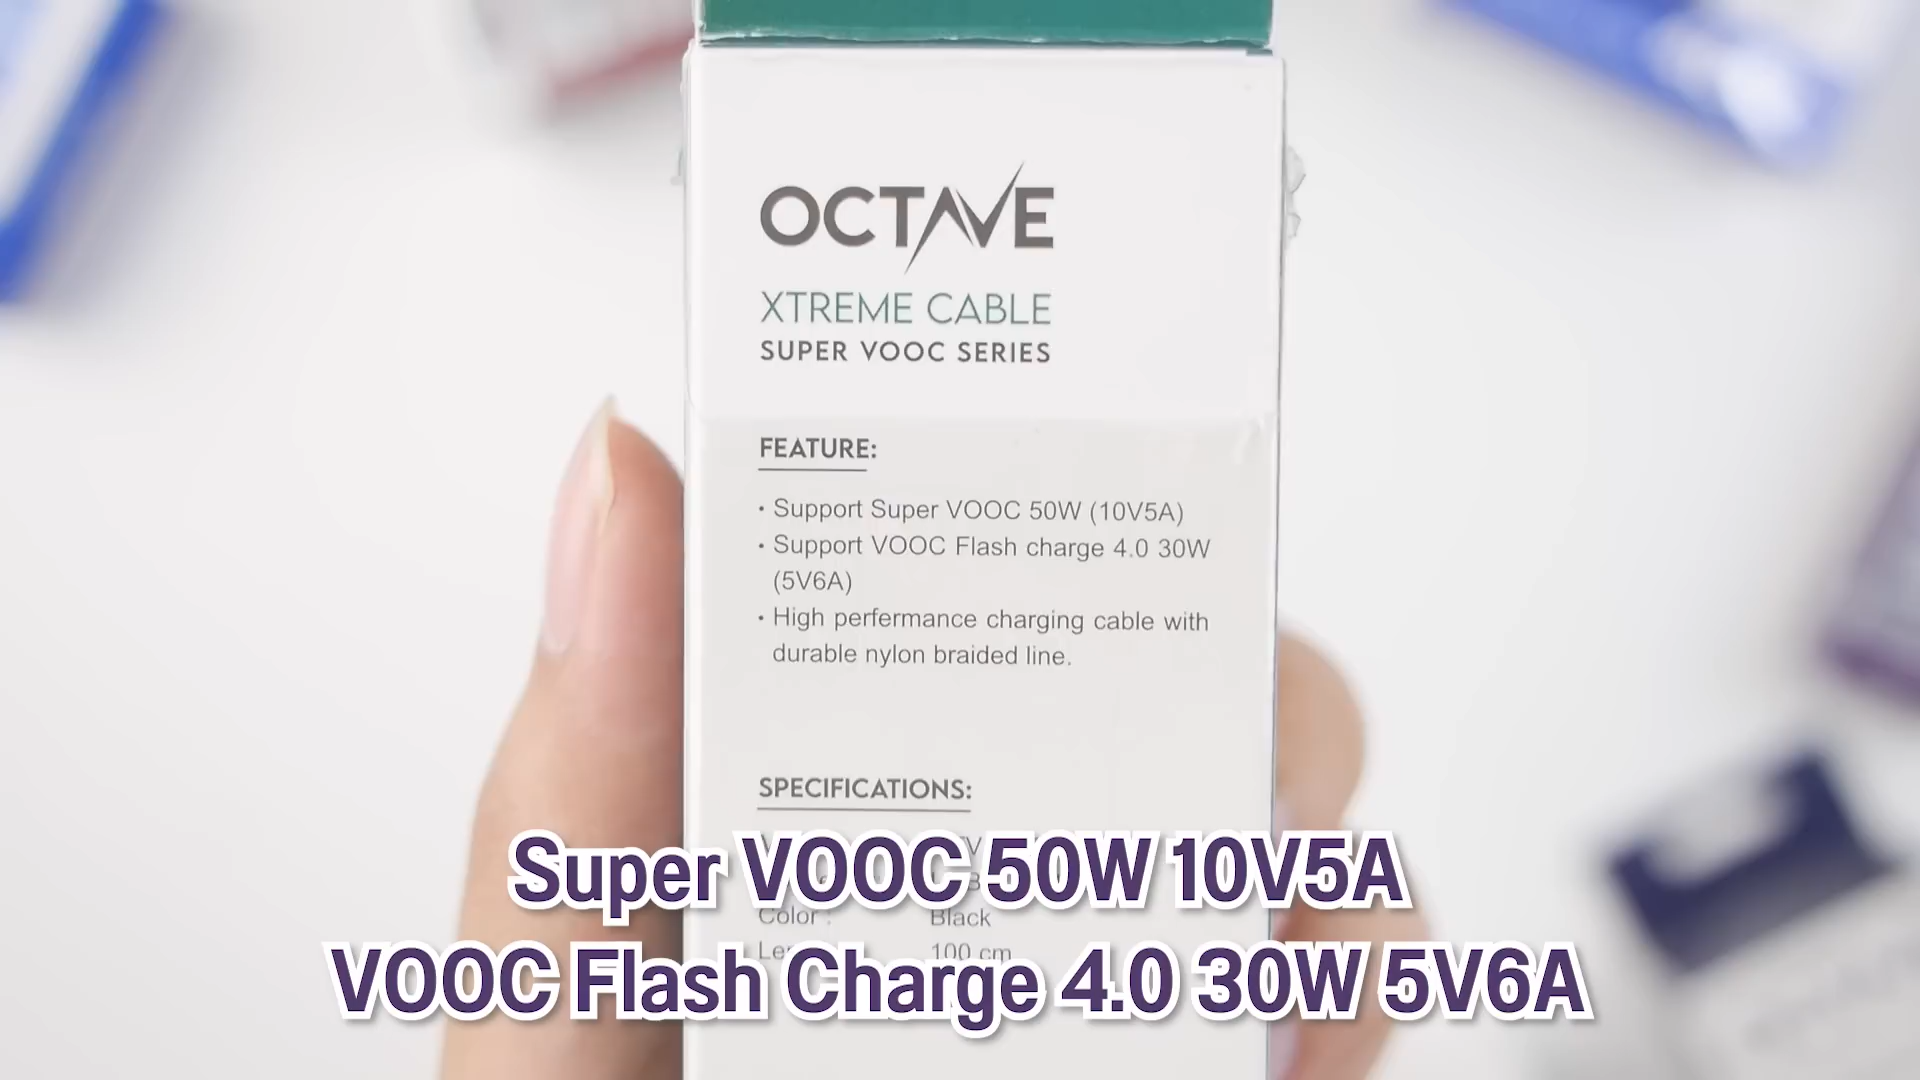 OCTAVE
XTREME CABLE
SUPER VOOC SERIES
FEATURE:
• Support Super VOOC 50W (10V5A)
• Support VOOC Flash charge 4.0 30W
(5V6A)
• High perfermance charging cable with
durable nylon braided line.
SPECIFICATIONS:
Super VOOC 50W 10V5A
Color : Black
100 cm
VOOC Flash Charge 4.0 30W 5V6A